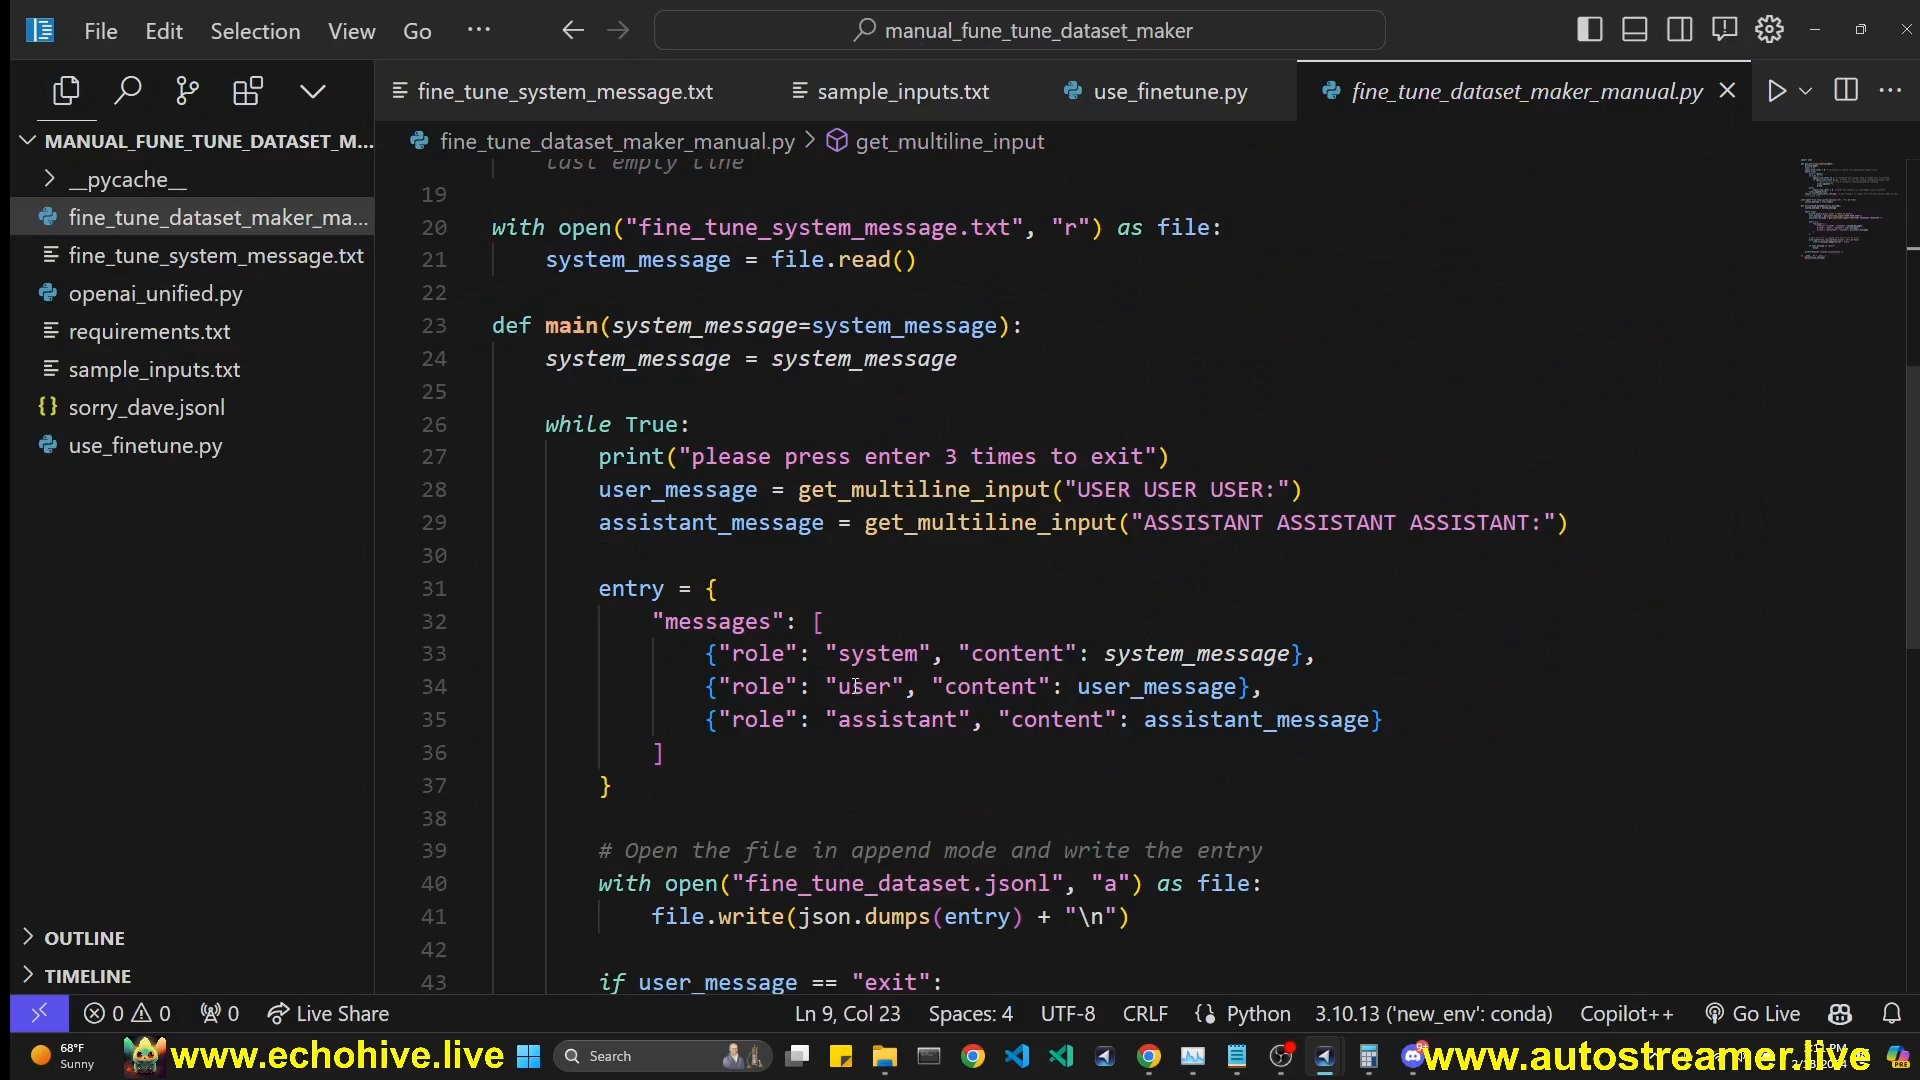 File Edit View Go ···
manual_fune_tune_dataset_maker
fine_tune_system_message.txt
sample_inputs.txt
use_finetune.py
fine_tune_dataset_maker_manual.py
MANUAL_FUNE_TUNE_DATASET_M...
__pycache__
fine_tune_dataset_maker_ma...
fine_tune_system_message.txt
openai_unified.py
requirements.txt
sample_inputs.txt
sorry_dave.jsonl
use_finetune.py
OUTLINE
TIMELINE
fine_tune_dataset_maker_manual.py > get_multiline_input
last empty line
19
20 with open("fine_tune_system_message.txt", "r") as file:
21 system_message = file.read()
22
23 def main(system_message=system_message):
24 system_message = system_message
25
26 while True:
27 print("please press enter 3 times to exit")
28 user_message = get_multiline_input("USER USER USER:")
29 assistant_message = get_multiline_input("ASSISTANT ASSISTANT ASSISTANT:")
30
31 entry = {
32 "messages": [
33 {"role": "system", "content": system_message},
34 {"role": "user", "content": user_message},
35 {"role": "assistant", "content": assistant_message}
36 ]
37 }
38
39 # Open the file in append mode and write the entry
40 with open("fine_tune_dataset.jsonl", "a") as file:
41 file.write(json.dumps(entry) + "\n")
42
43 if user_message == "exit":
0 0 0 Live Share Ln 9, Col 23 Spaces: 4 UTF-8 CRLF Python 3.10.13 ('new_env': conda) Copilot++ Go Live
68°F
Sunny
www.echohive.live
Search
www.autostreamer.live